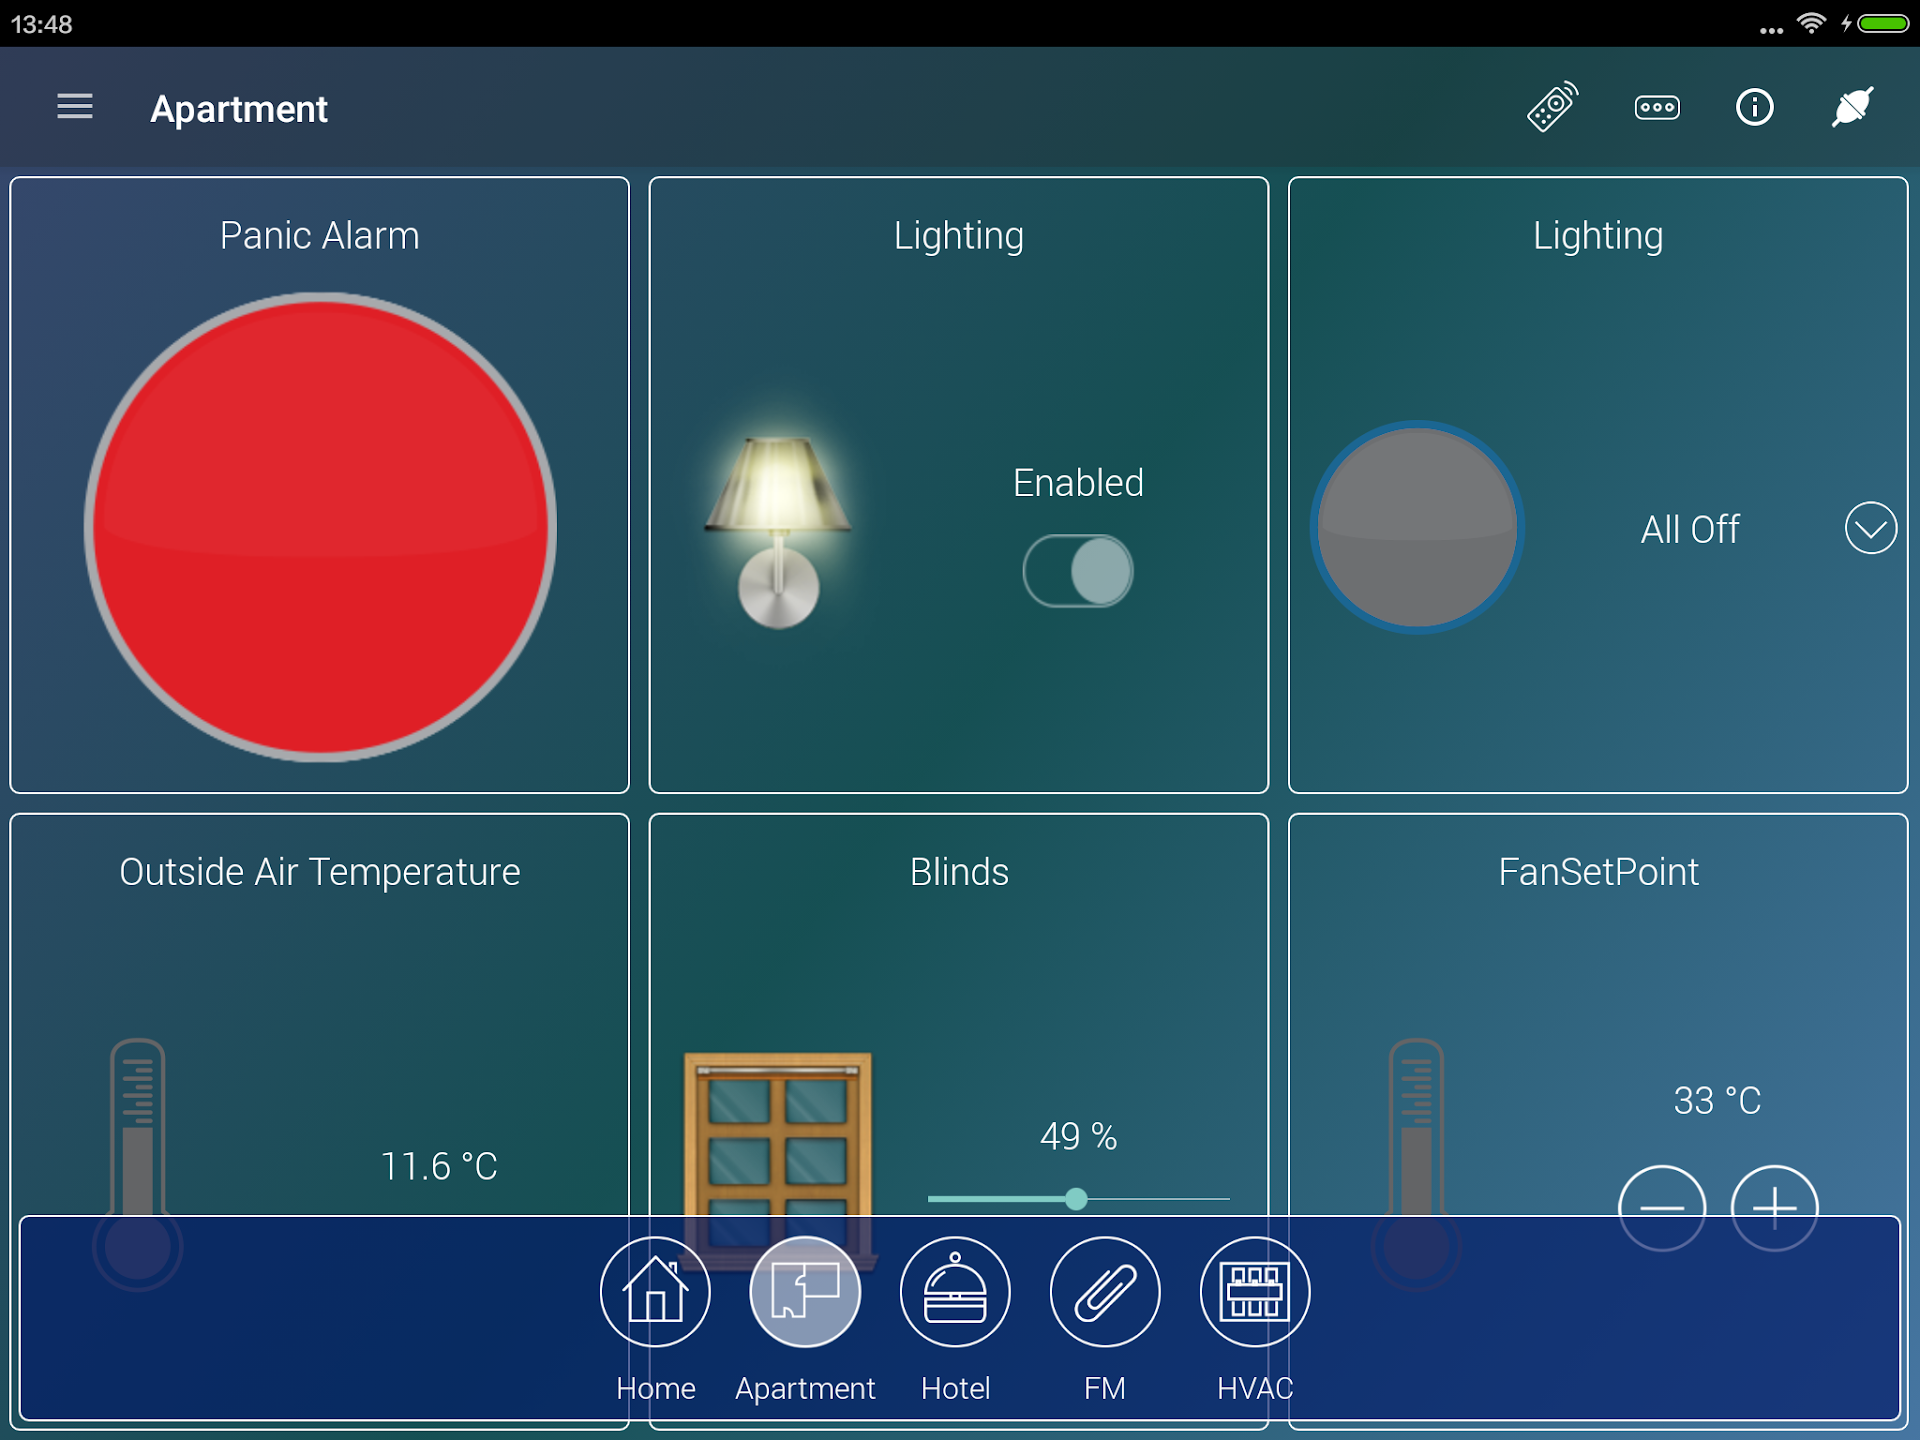 13:48
Apartment
Panic Alarm
Lighting
Enabled
Lighting
All Off
Outside Air Temperature
11.6 °C
Blinds
49 %
FanSetPoint
33 °C
Home
Apartment
Hotel
FM
HVAC